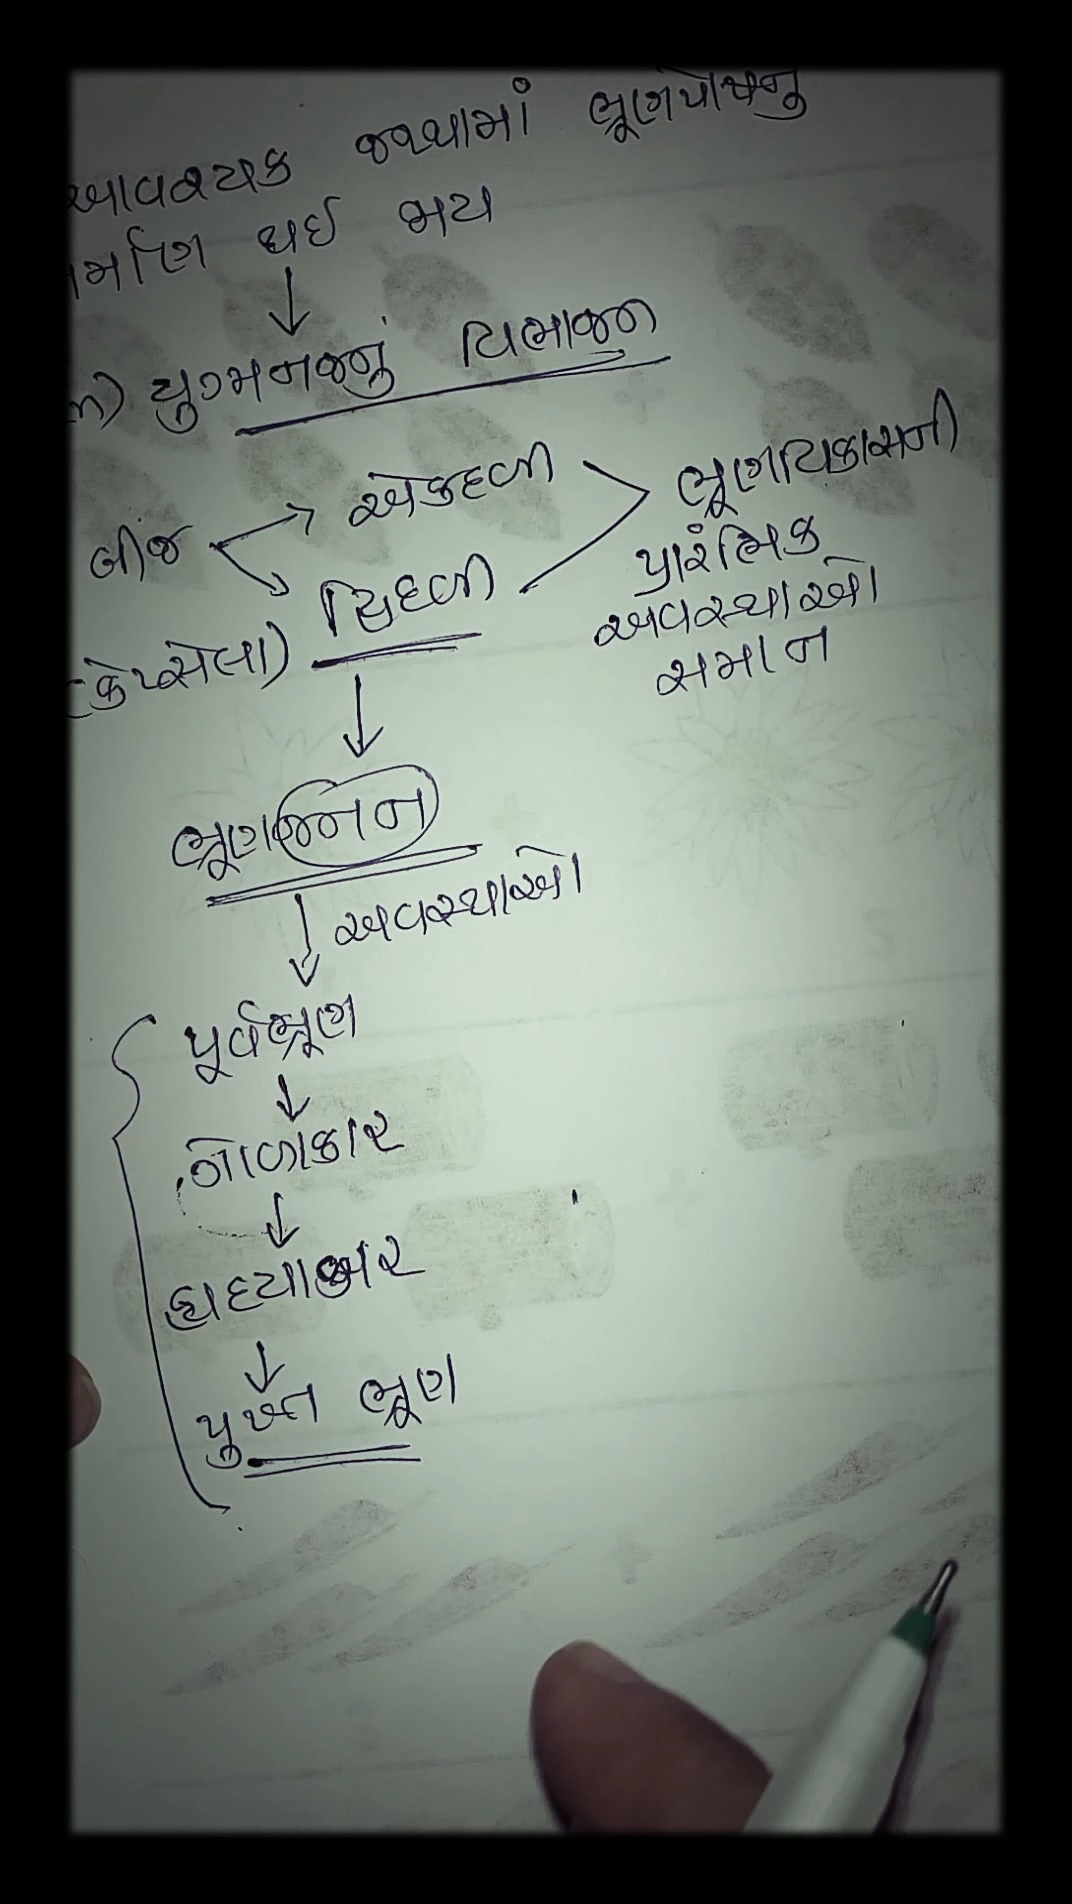 આવશ્યક જથ્થામાં ભ્રૂણપોષનું
ર્માણ થઈ જાય
↓
યુગ્મનજનું વિભાજન
બીજ → એકદળી
→ દ્વિદળી
(કેપ્સેલા)
ભ્રૂણવિકાસની
પ્રારંભિક
અવસ્થાઓ
સમાન
↓
ભ્રૂણજનન
↓ અવસ્થાઓ
પૂર્વભ્રૂણ
↓
ગોળાકાર
↓
હૃદયાકાર
↓
પુખ્ત ભ્રૂણ